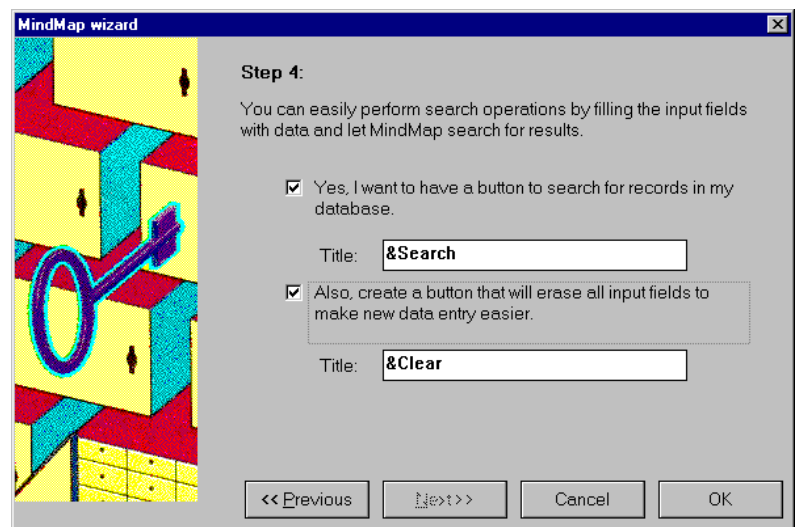 MindMap wizard
Step 4:
You can easily perform search operations by filling the input fields
with data and let MindMap search for results.
Yes, I want to have a button to search for records in my
database.
Title: &Search
Also, create a button that will erase all input fields to
make new data entry easier.
Title: &Clear
<< Previous Next>> Cancel OK